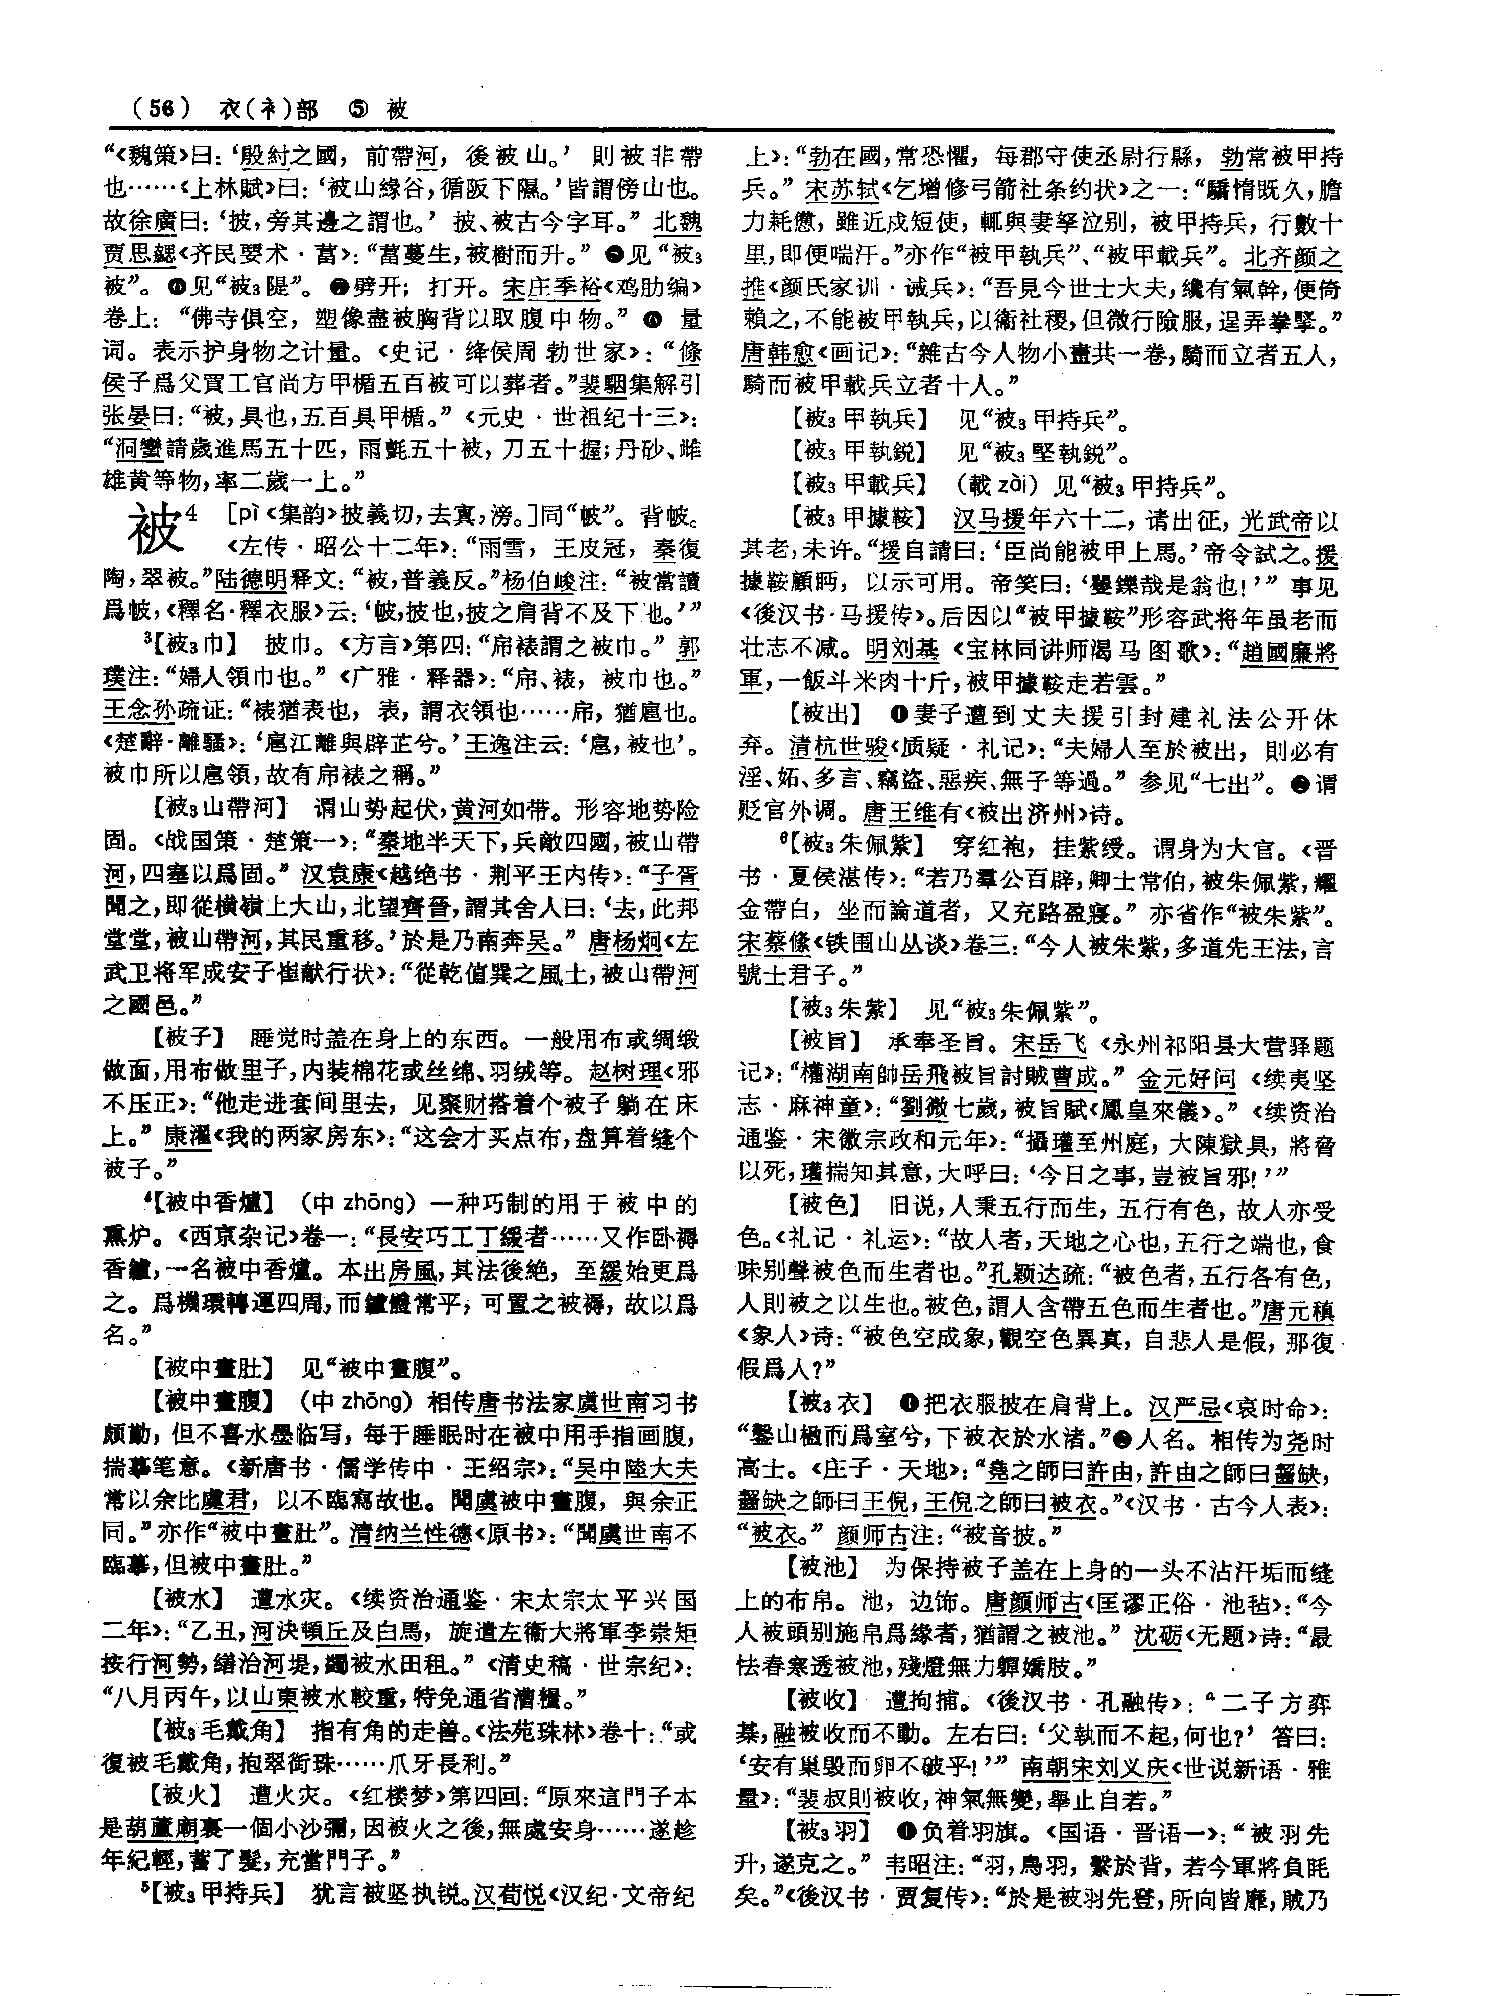 （56） 衣（衤）部 ⑤ 被
“《魏策》曰：‘殷紂之國，前帶河，後被山。’則被非帶
也……《上林賦》曰：‘被山緣谷，循阪下隰。’皆謂傍山也。
故徐廣曰：‘披，旁其邊之謂也。’披、被古今字耳。”北魏
贾思勰《齐民要术·萵》：“萵蔓生，被樹而升。”见“被₃
被”。见“被₃隄”。劈开；打开。宋庄季裕《鸡肋编》
卷上：“佛寺俱空，塑像盡被胸背以取腹中物。”量
词。表示护身物之计量。《史记·绛侯周勃世家》：“條
侯子爲父買工官尚方甲楯五百被可以葬者。”裴駰集解引
张晏曰：“被，具也，五百具甲楯。”《元史·世祖纪十三》：
“洞蠻請歲進馬五十匹，雨氈五十被，刀五十握；丹砂、雌
雄黄等物，率二歲一上。”
被⁴ ［pì《集韵》披義切，去寘，滂。］同“帔”。背帔。
《左传·昭公十二年》：“雨雪，王皮冠，秦復
陶，翠被。”陆德明释文：“被，普義反。”杨伯峻注：“被當讀
爲帔，《釋名·釋衣服》云：‘帔，披也，披之肩背不及下也。’”
³【被₃巾】 披巾。《方言》第四：“帍裱謂之被巾。”郭
璞注：“婦人領巾也。”《广雅·释器》：“帍、裱，被巾也。”
王念孙疏证：“裱猶表也，表，謂衣領也……帍，猶扈也。
《楚辭·離騷》：‘扈江離與辟芷兮。’王逸注云：‘扈，被也’。
被巾所以扈領，故有帍裱之稱。”
【被₃山帶河】 谓山势起伏，黄河如带。形容地势险
固。《战国策·楚策一》：“秦地半天下，兵敵四國，被山帶
河，四塞以爲固。”汉袁康《越绝书·荆平王内传》：“子胥
聞之，即從橫嶺上大山，北望齊晉，謂其舍人曰：‘去，此邦
堂堂，被山帶河，其民重移。’於是乃南奔吴。”唐杨炯《左
武卫将军成安子崔献行状》：“從乾值巽之風土，被山帶河
之國邑。”
【被子】 睡觉时盖在身上的东西。一般用布或绸缎
做面，用布做里子，内装棉花或丝绵、羽绒等。赵树理《邪
不压正》：“他走进套间里去，见聚财搭着个被子躺在床
上。”康濯《我的两家房东》：“这会才买点布，盘算着缝个
被子。”
⁴【被中香爐】（中 zhōng）一种巧制的用于被中的
熏炉。《西京杂记》卷一：“長安巧工丁緩者……又作卧褥
香鑪，一名被中香爐。本出房風，其法後絶，至緩始更爲
之。爲機環轉運四周，而鑪體常平，可置之被褥，故以爲
名。”
【被中畫肚】 见“被中畫腹”。
【被中畫腹】（中 zhōng）相传唐书法家虞世南习书
颇勤，但不喜水墨临写，每于睡眠时在被中用手指画腹，
揣摹笔意。《新唐书·儒学传中·王绍宗》：“吴中陸大夫
常以余比虞君，以不臨寫故也。聞虞被中畫腹，與余正
同。”亦作“被中畫肚”。清纳兰性德《原书》：“聞虞世南不
臨摹，但被中畫肚。”
【被水】 遭水灾。《续资治通鉴·宋太宗太平兴国
二年》：“乙丑，河決頓丘及白馬，旋遣左衞大將軍李崇矩
按行河勢，繕治河堤，蠲被水田租。”《清史稿·世宗纪》：
“八月丙午，以山東被水較重，特免通省漕糧。”
【被₃毛戴角】 指有角的走兽。《法苑珠林》卷十：“或
復被毛戴角，抱翠銜珠……爪牙長利。”
【被火】 遭火灾。《红楼梦》第四回：“原來這門子本
是葫蘆廟裏一個小沙彌，因被火之後，無處安身……遂趁
年紀輕，蓄了髮，充當門子。”
⁵【被₃甲持兵】 犹言被坚执锐。汉荀悦《汉纪·文帝纪
上》：“勃在國，常恐懼，每郡守使丞尉行縣，勃常被甲持
兵。”宋苏轼《乞增修弓箭社条约状》之一：“驕惰既久，膽
力耗憊，雖近戍短使，輒與妻孥泣别，被甲持兵，行數十
里，即便喘汗。”亦作“被甲執兵”、“被甲載兵”。北齐颜之
推《颜氏家训·诫兵》：“吾見今世士大夫，纔有氣幹，便倚
賴之，不能被甲執兵，以衞社稷，但微行險服，逞弄拳擊。”
唐韩愈《画记》：“雜古今人物小畫共一卷，騎而立者五人，
騎而被甲載兵立者十人。”
【被₃甲執兵】 见“被₃甲持兵”。
【被₃甲執鋭】 见“被₃堅執鋭”。
【被₃甲載兵】（載 zài）见“被₃甲持兵”。
【被₃甲據鞍】 汉马援年六十二，请出征，光武帝以
其老，未许。“援自請曰：‘臣尚能被甲上馬。’帝令試之。援
據鞍顧眄，以示可用。帝笑曰：‘矍鑠哉是翁也！’”事见
《後汉书·马援传》。后因以“被甲據鞍”形容武将年虽老而
壮志不减。明刘基《宝林同讲师渴马图歌》：“趙國廉將
軍，一飯斗米肉十斤，被甲據鞍走若雲。”
【被出】 ❶妻子遭到丈夫援引封建礼法公开休
弃。清杭世骏《质疑·礼记》：“夫婦人至於被出，則必有
淫、妬、多言、竊盗、惡疾、無子等過。”参见“七出”。❷谓
贬官外调。唐王维有《被出济州》诗。
⁶【被₃朱佩紫】 穿红袍，挂紫绶。谓身为大官。《晋
书·夏侯湛传》：“若乃羣公百辟，卿士常伯，被朱佩紫，耀
金帶白，坐而論道者，又充路盈寢。”亦省作“被朱紫”。
宋蔡絛《铁围山丛谈》卷三：“今人被朱紫，多道先王法，言
號士君子。”
【被₃朱紫】 见“被₃朱佩紫”。
【被旨】 承奉圣旨。宋岳飞《永州祁阳县大营驿题
记》：“權湖南帥岳飛被旨討賊曹成。”金元好问《续夷坚
志·麻神童》：“劉微七歲，被旨賦《鳳皇來儀》。”《续资治
通鉴·宋徽宗政和元年》：“攝瓘至州庭，大陳獄具，將脅
以死，瓘揣知其意，大呼曰：‘今日之事，豈被旨邪！’”
【被色】 旧说，人秉五行而生，五行有色，故人亦受
色。《礼记·礼运》：“故人者，天地之心也，五行之端也，食
味别聲被色而生者也。”孔颖达疏：“被色者，五行各有色，
人則被之以生也。被色，謂人含帶五色而生者也。”唐元稹
《象人》诗：“被色空成象，觀空色異真，自悲人是假，那復
假爲人？”
【被₃衣】 ❶把衣服披在肩背上。汉严忌《哀时命》：
“鑿山楹而爲室兮，下被衣於水渚。”❷人名。相传为尧时
高士。《庄子·天地》：“堯之師曰許由，許由之師曰齧缺，
齧缺之師曰王倪，王倪之師曰被衣。”《汉书·古今人表》：
“被衣。”颜师古注：“被音披。”
【被池】 为保持被子盖在上身的一头不沾汗垢而缝
上的布帛。池，边饰。唐颜师古《匡谬正俗·池毡》：“今
人被頭别施帛爲緣者，猶謂之被池。”沈砺《无题》诗：“最
怯春寒透被池，殘燈無力嚲嬌肢。”
【被收】 遭拘捕。《後汉书·孔融传》：“二子方弈
棊，融被收而不動。左右曰：‘父執而不起，何也？’答曰：
‘安有巢毁而卵不破乎！’”南朝宋刘义庆《世说新语·雅
量》：“裴叔則被收，神氣無變，舉止自若。”
【被₃羽】 ❶负着羽旗。《国语·晋语一》：“被羽先
升，遂克之。”韦昭注：“羽，鳥羽，繫於背，若今軍將負眊
矣。”《後汉书·贾复传》：“於是被羽先登，所向皆靡，賊乃